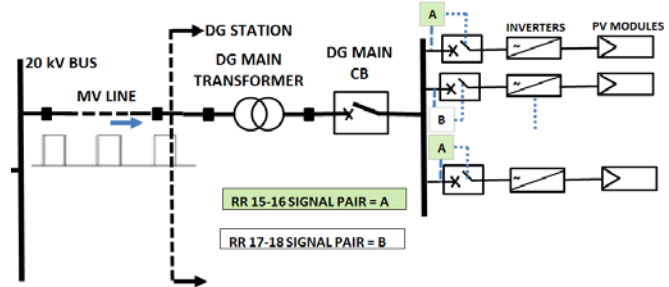 DG STATION
20 kV BUS
MV LINE
DG MAIN
TRANSFORMER
DG MAIN
CB
A
INVERTERS
PV MODULES
~
~
B
A
~
RR 15-16 SIGNAL PAIR = A
RR 17-18 SIGNAL PAIR = B